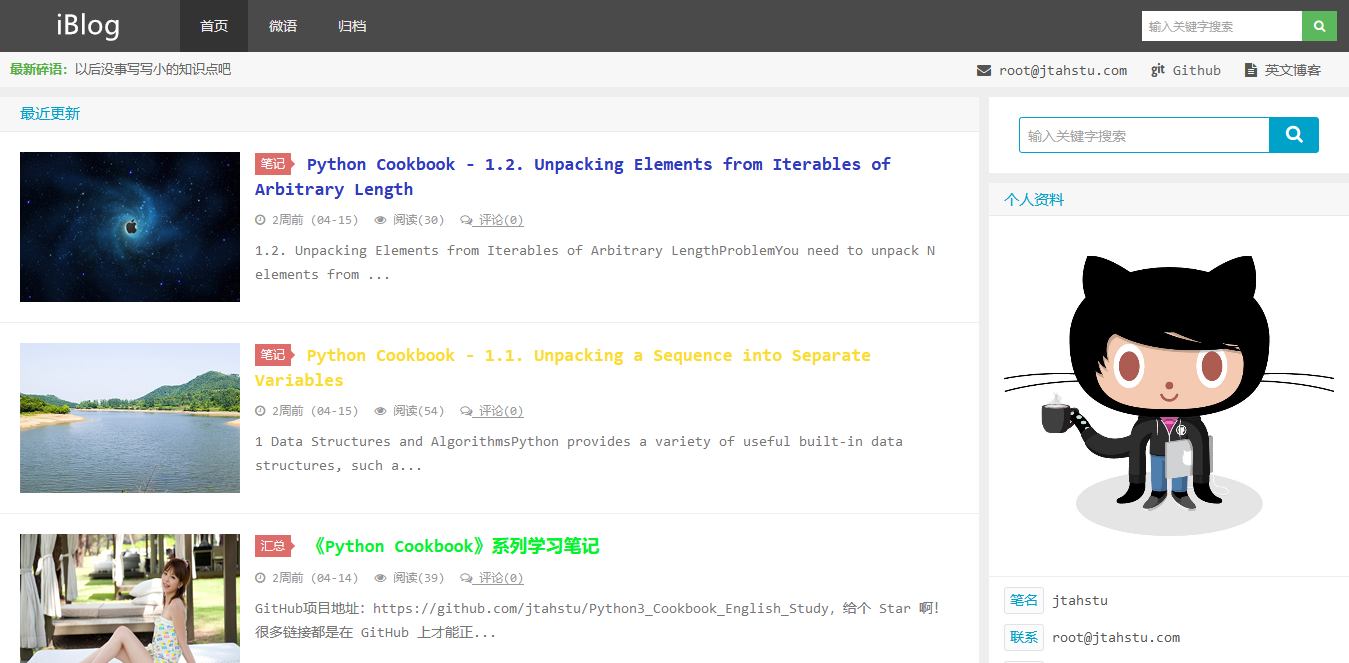 iBlog 首页 微语 归档 输入关键字搜索
最新碎语：以后没事写写小的知识点吧 root@jtahstu.com git Github 英文博客
最近更新
笔记 Python Cookbook - 1.2. Unpacking Elements from Iterables of
Arbitrary Length
2周前 (04-15) 阅读(30) 评论(0)
1.2. Unpacking Elements from Iterables of Arbitrary LengthProblemYou need to unpack N
elements from ...
笔记 Python Cookbook - 1.1. Unpacking a Sequence into Separate
Variables
2周前 (04-15) 阅读(54) 评论(0)
1 Data Structures and AlgorithmsPython provides a variety of useful built-in data
structures, such a...
汇总 《Python Cookbook》系列学习笔记
2周前 (04-14) 阅读(39) 评论(0)
GitHub项目地址：https://github.com/jtahstu/Python3_Cookbook_English_Study，给个 Star 啊！
很多链接都是在 GitHub 上才能正...
输入关键字搜索
个人资料
笔名 jtahstu
联系 root@jtahstu.com